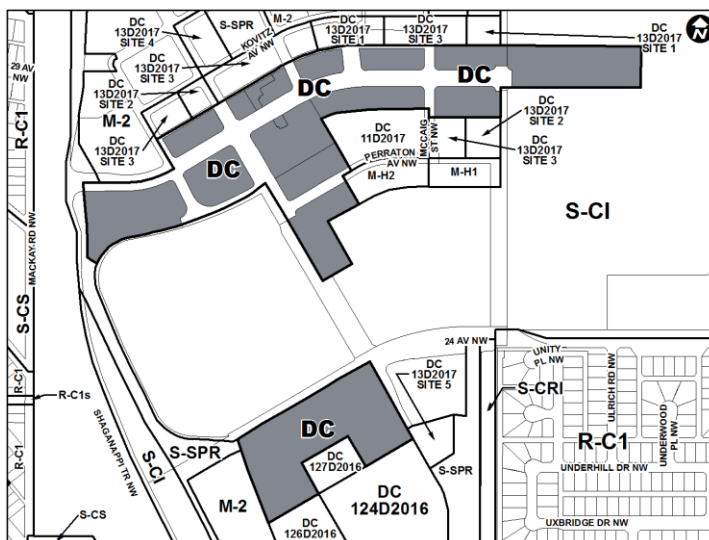 DC
13D2017
SITE 4
S-SPR
M-2
KOVITZ
AV NW
DC
13D2017
SITE 1
DC
13D2017
SITE 3
DC
13D2017
SITE 1
29 AV
NW
DC
13D2017
SITE 3
DC
13D2017
SITE 2
M-2
DC
13D2017
SITE 3
R-C1
DC
DC
DC
DC
11D2017
MCCAIG
ST NW
DC
13D2017
SITE 2
DC
13D2017
SITE 3
PERRATON
AV NW
M-H2
M-H1
S-CI
MACKAY RD NW
S-CS
R-C1
R-C1s
R-C1
SHAGANAPPI TR NW
S-CI
S-SPR
24 AV NW
UNITY
PL NW
DC
13D2017
SITE 5
S-CRI
ULRICH RD NW
UNDERWOOD
PL NW
R-C1
UNDERHILL DR NW
UXBRIDGE DR NW
DC
DC
127D2016
S-SPR
M-2
DC
124D2016
DC
126D2016
S-CS